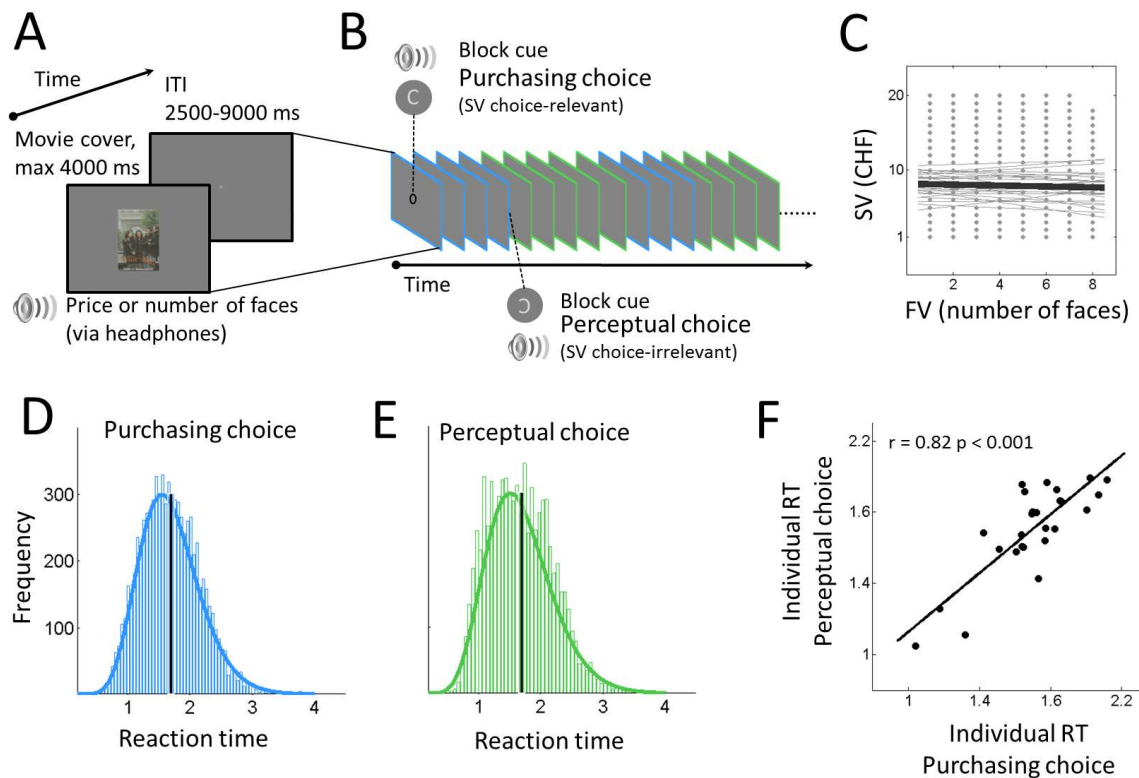 A
Time
ITI
2500-9000 ms
Movie cover,
max 4000 ms
Price or number of faces
(via headphones)
B
Block cue
Purchasing choice
(SV choice-relevant)
C
0
Time
Ɔ
Block cue
Perceptual choice
(SV choice-irrelevant)
C
SV (CHF)
20
10
1
2
4
6
8
FV (number of faces)
D
Purchasing choice
Frequency
300
200
100
1
2
3
4
Reaction time
E
Perceptual choice
1
2
3
4
Reaction time
F
r = 0.82 p < 0.001
Individual RT
Perceptual choice
2.2
1.6
1.4
1
1
1.4
1.6
2.2
Individual RT
Purchasing choice